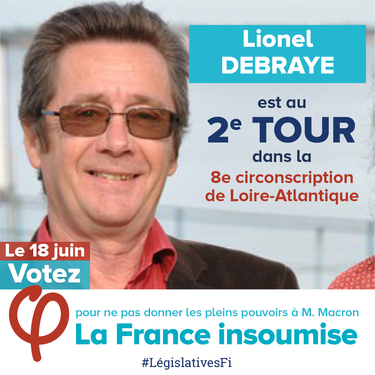 Lionel
DEBRAYE
est au
2e TOUR
dans la
8e circonscription
de Loire-Atlantique
Le 18 juin
Votez
φ
pour ne pas donner les pleins pouvoirs à M. Macron
La France insoumise
#LégislativesFi